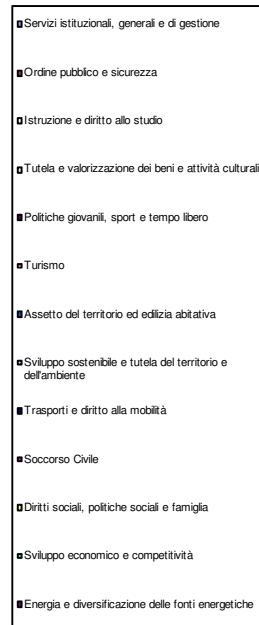 Servizi istituzionali, generali e di gestione
Ordine pubblico e sicurezza
Istruzione e diritto allo studio
Tutela e valorizzazione dei beni e attività culturali
Politiche giovanili, sport e tempo libero
Turismo
Assetto del territorio ed edilizia abitativa
Sviluppo sostenibile e tutela del territorio e
dell'ambiente
Trasporti e diritto alla mobilità
Soccorso Civile
Diritti sociali, politiche sociali e famiglia
Sviluppo economico e competitività
Energia e diversificazione delle fonti energetiche